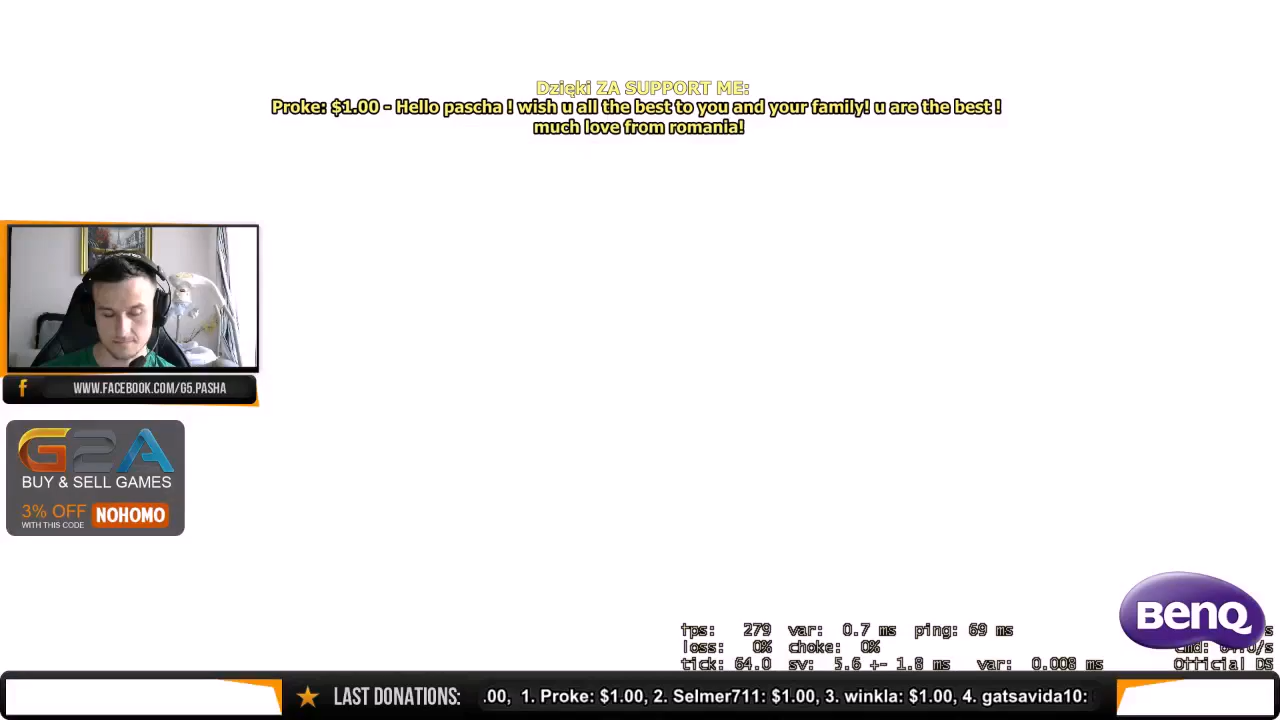 Dzięki ZA SUPPORT ME:
Proke: $1.00 - Hello pascha ! wish u all the best to you and your family! u are the best !
much love from romania!
f WWW.FACEBOOK.COM/G5.PASHA
G2A
BUY & SELL GAMES
3% OFF
WITH THIS CODE
NOHOMO
BenQ
fps: 279 var: 0.7 ms ping: 69 ms
loss: 0% choke: 0%
tick: 64.0 sv: 5.6 +- 1.8 ms var: 0.008 ms
Official DS
LAST DONATIONS: .00, 1. Proke: $1.00, 2. Selmer711: $1.00, 3. winkla: $1.00, 4. gatsavida10: